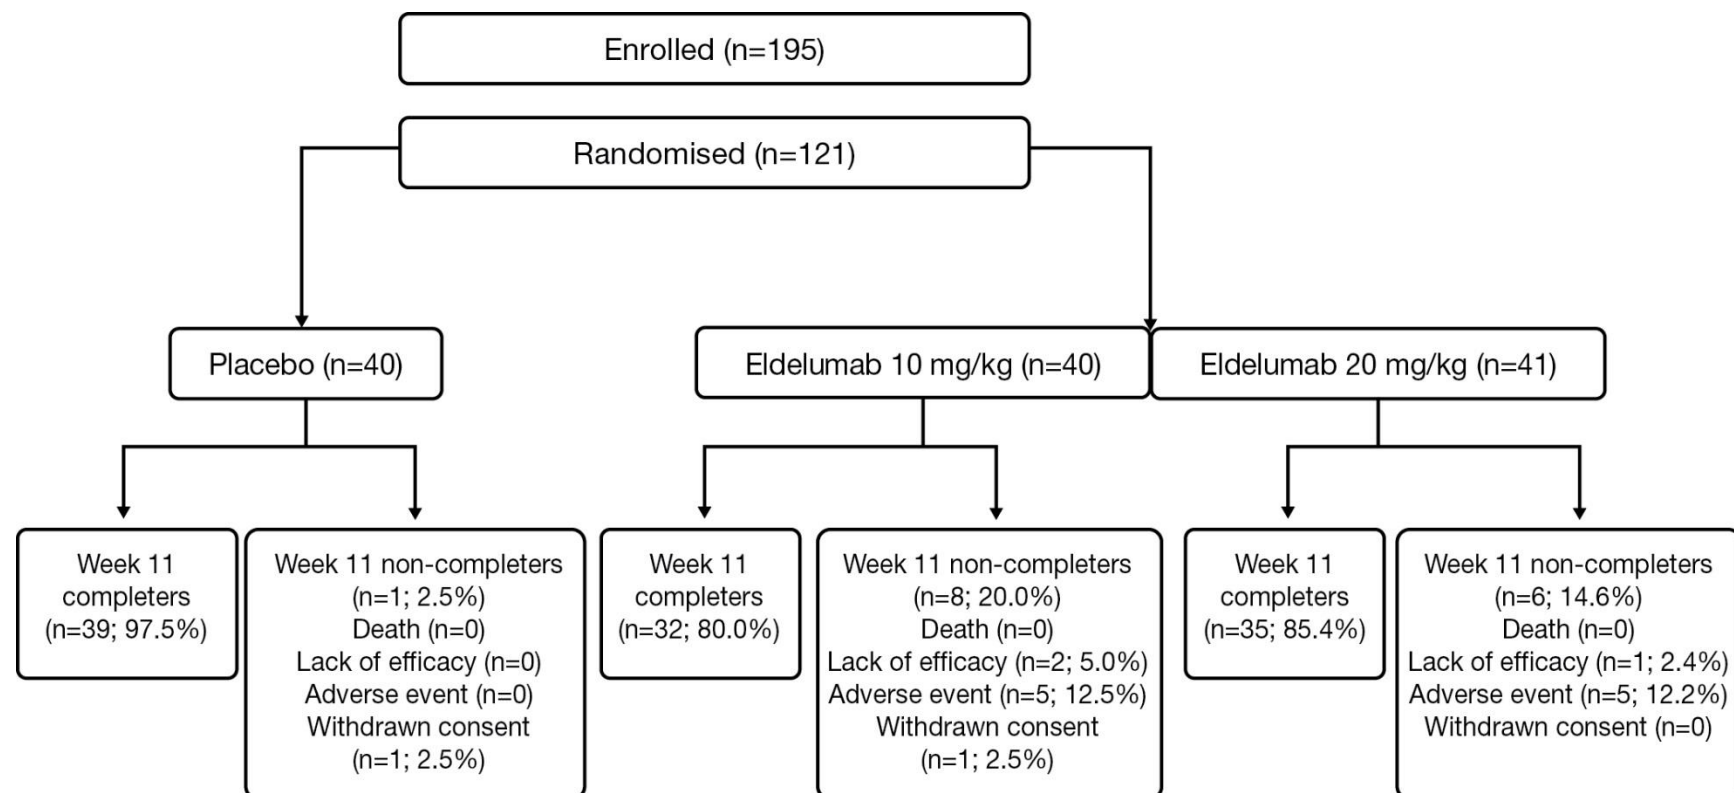 Enrolled (n=195)
Randomised (n=121)
Placebo (n=40)
Eldelumab 10 mg/kg (n=40)
Eldelumab 20 mg/kg (n=41)
Week 11
completers
(n=39; 97.5%)
Week 11 non-completers
(n=1; 2.5%)
Death (n=0)
Lack of efficacy (n=0)
Adverse event (n=0)
Withdrawn consent
(n=1; 2.5%)
Week 11
completers
(n=32; 80.0%)
Week 11 non-completers
(n=8; 20.0%)
Death (n=0)
Lack of efficacy (n=2; 5.0%)
Adverse event (n=5; 12.5%)
Withdrawn consent
(n=1; 2.5%)
Week 11
completers
(n=35; 85.4%)
Week 11 non-completers
(n=6; 14.6%)
Death (n=0)
Lack of efficacy (n=1; 2.4%)
Adverse event (n=5; 12.2%)
Withdrawn consent (n=0)